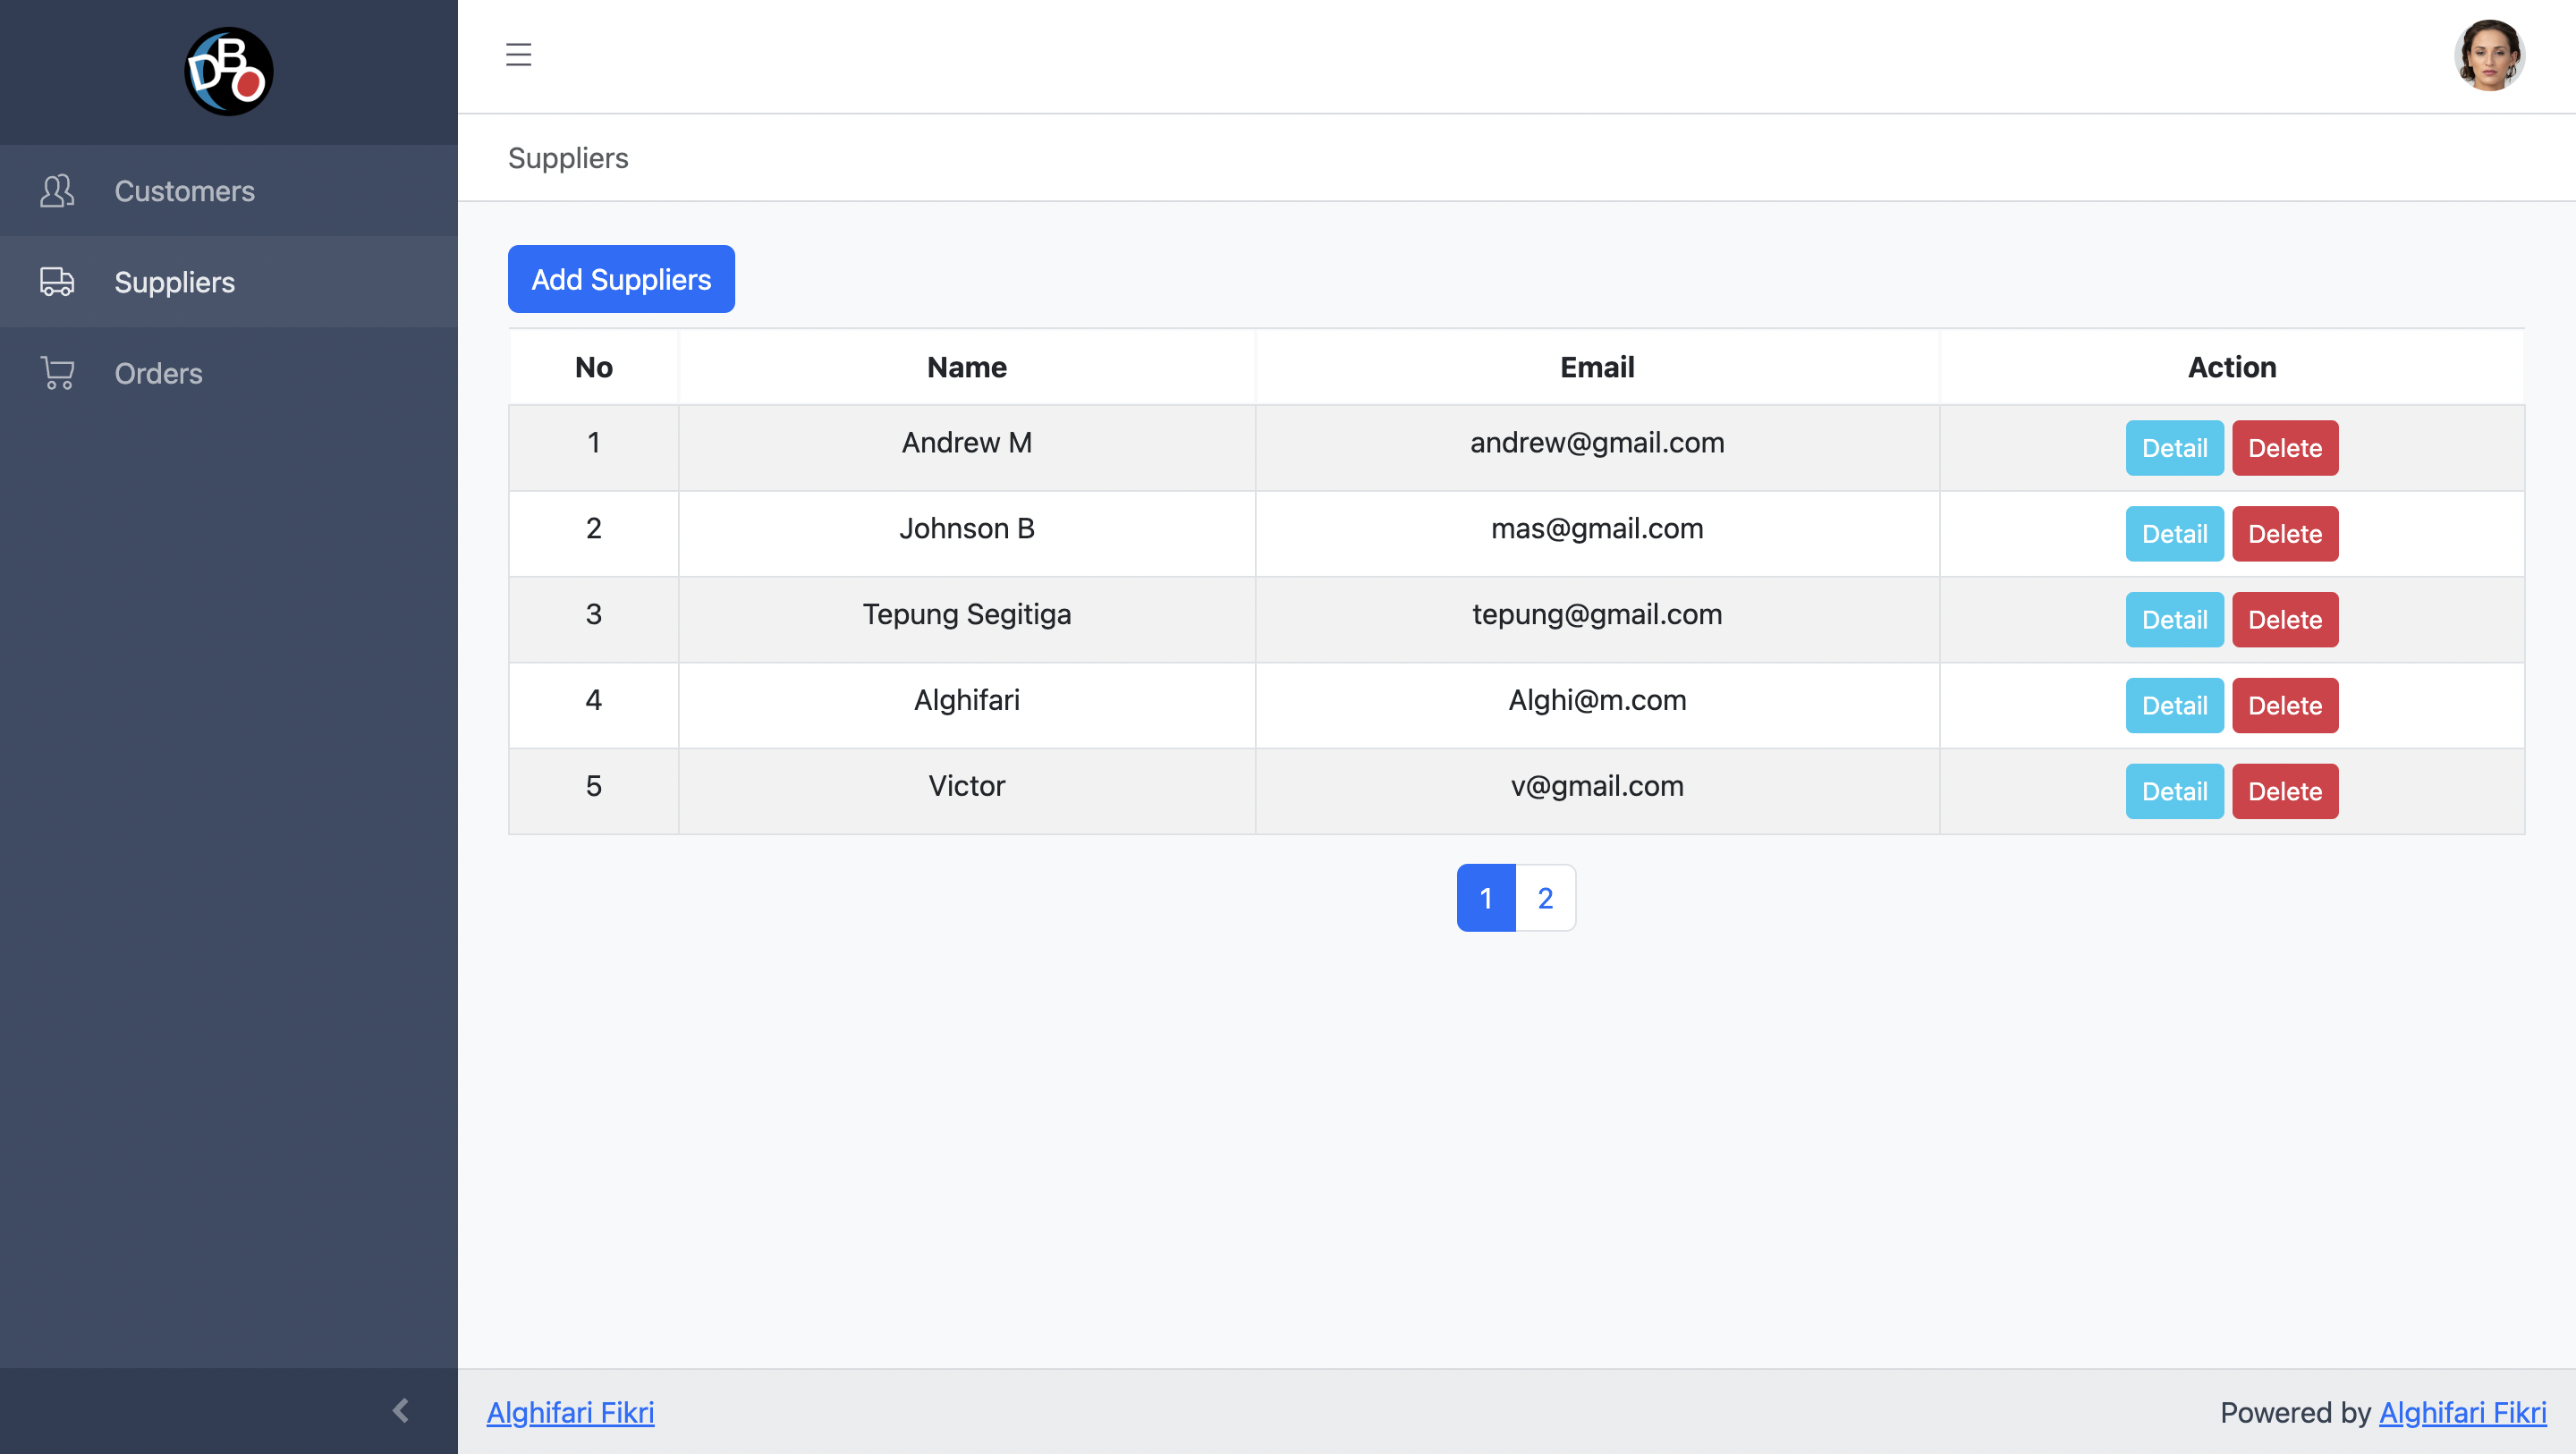 DBO
Customers
Suppliers
Orders
Suppliers
Add Suppliers
No Name Email Action
1 Andrew M andrew@gmail.com Detail Delete
2 Johnson B mas@gmail.com Detail Delete
3 Tepung Segitiga tepung@gmail.com Detail Delete
4 Alghifari Alghi@m.com Detail Delete
5 Victor v@gmail.com Detail Delete
1 2
Alghifari Fikri Powered by Alghifari Fikri